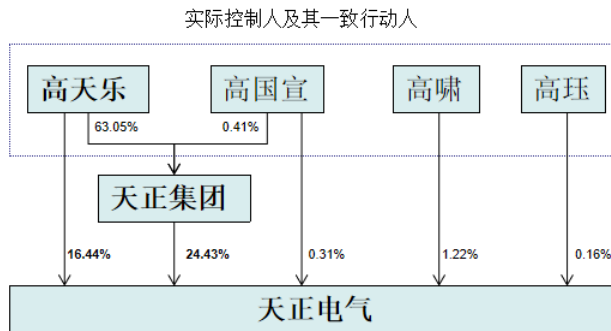 实际控制人及其一致行动人
高天乐
高国宣
高啸
高珏
63.05%
0.41%
天正集团
16.44%
24.43%
0.31%
1.22%
0.16%
天正电气